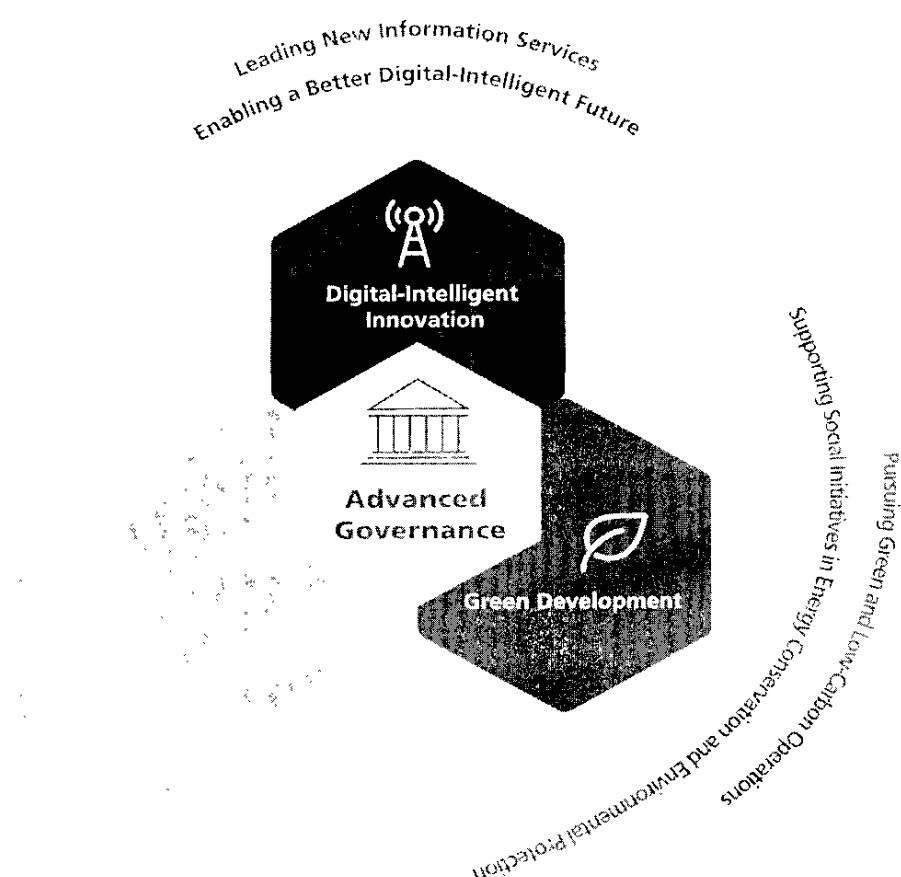 Leading New Information Services
Enabling a Better Digital-Intelligent Future
Digital-Intelligent
Innovation
Advanced
Governance
Green Development
Supporting Social Initiatives in Energy Conservation and Environmental Protection
Pursuing Green and Low-Carbon Operations